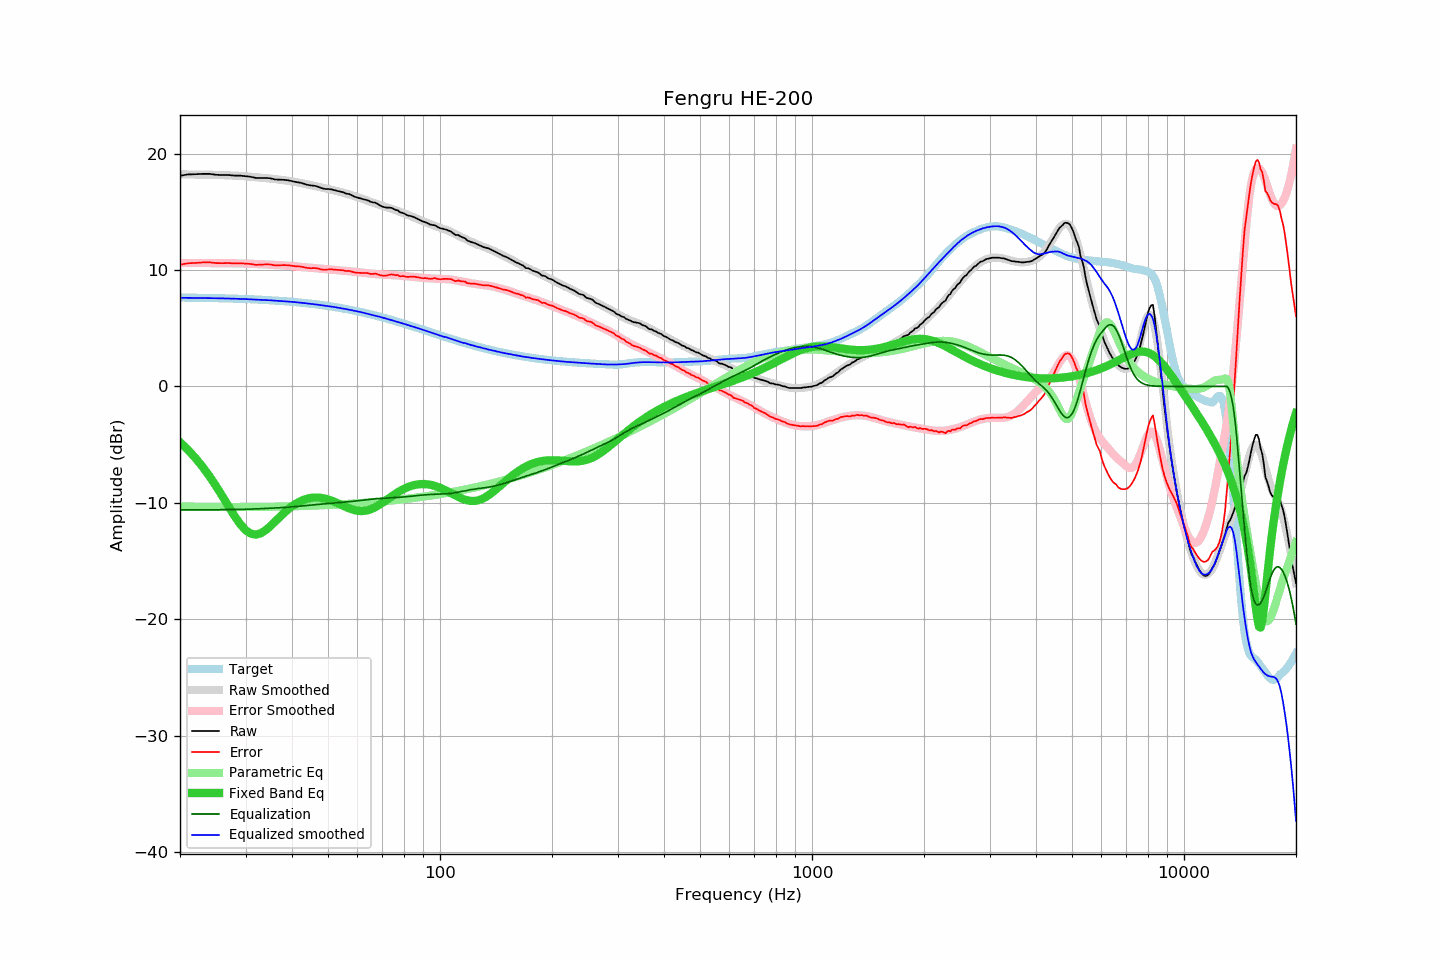 Fengru HE-200
20
10
0
−10
−20
−30
−40
Amplitude (dBr)
Target
Raw Smoothed
Error Smoothed
Raw
Error
Parametric Eq
Fixed Band Eq
Equalization
Equalized smoothed
100
1000
10000
Frequency (Hz)